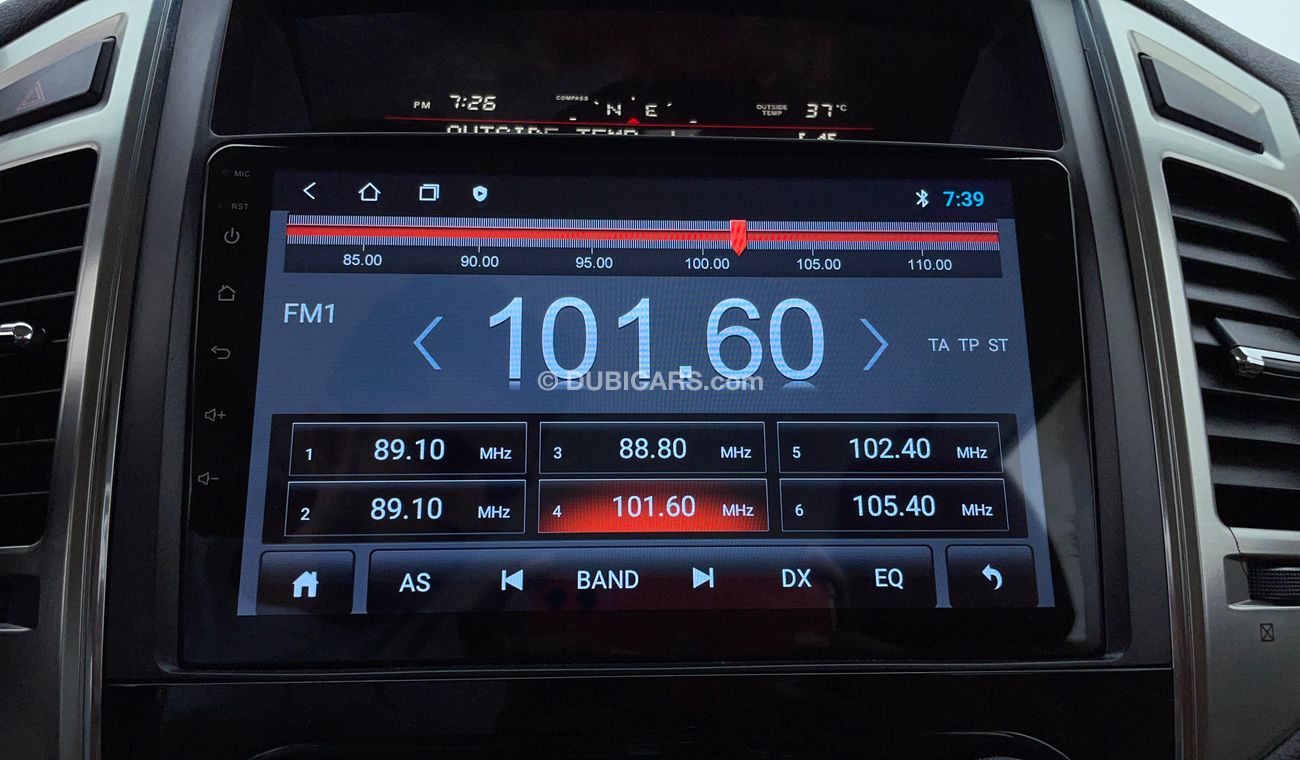 PM 7:26 COMPASS N E OUTSIDE TEMP 37°C
OUTSIDE TEMP
MIC
RST
7:39
85.00 90.00 95.00 100.00 105.00 110.00
FM1 101.60 TA TP ST
© DUBICARS.com
1 89.10 MHz 3 88.80 MHz 5 102.40 MHz
2 89.10 MHz 4 101.60 MHz 6 105.40 MHz
AS BAND DX EQ